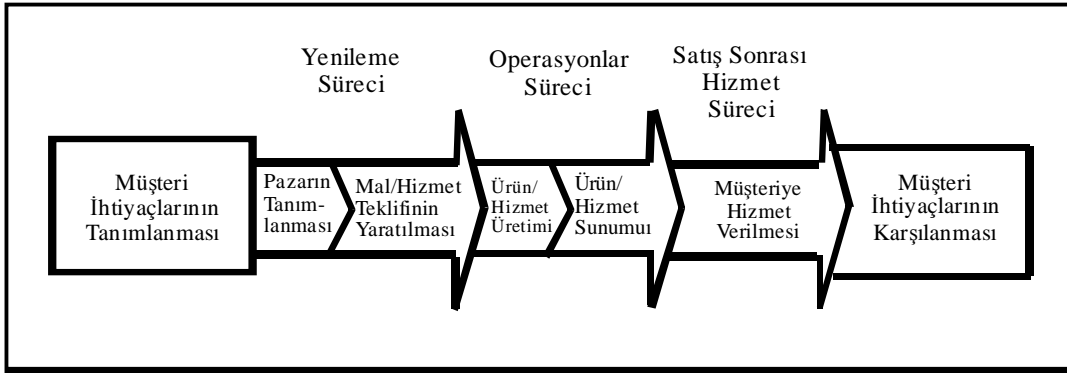 Yenileme
Süreci
Operasyonlar
Süreci
Satış Sonrası
Hizmet
Süreci
Müşteri
İhtiyaçlarının
Tanımlanması
Pazarın
Tanım-
lanması
Mal/Hizmet
Teklifinin
Yaratılması
Ürün/
Hizmet
Üretimi
Ürün/
Hizmet
Sunumuı
Müşteriye
Hizmet
Verilmesi
Müşteri
İhtiyaçlarının
Karşılanması